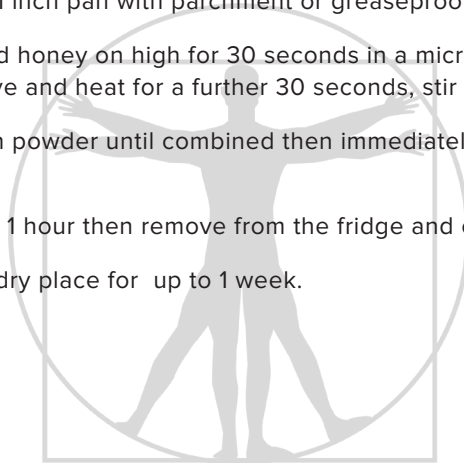 inch pan with parchment or greaseproo
d honey on high for 30 seconds in a micr
ve and heat for a further 30 seconds, stir
n powder until combined then immediatel
1 hour then remove from the fridge and
dry place for up to 1 week.